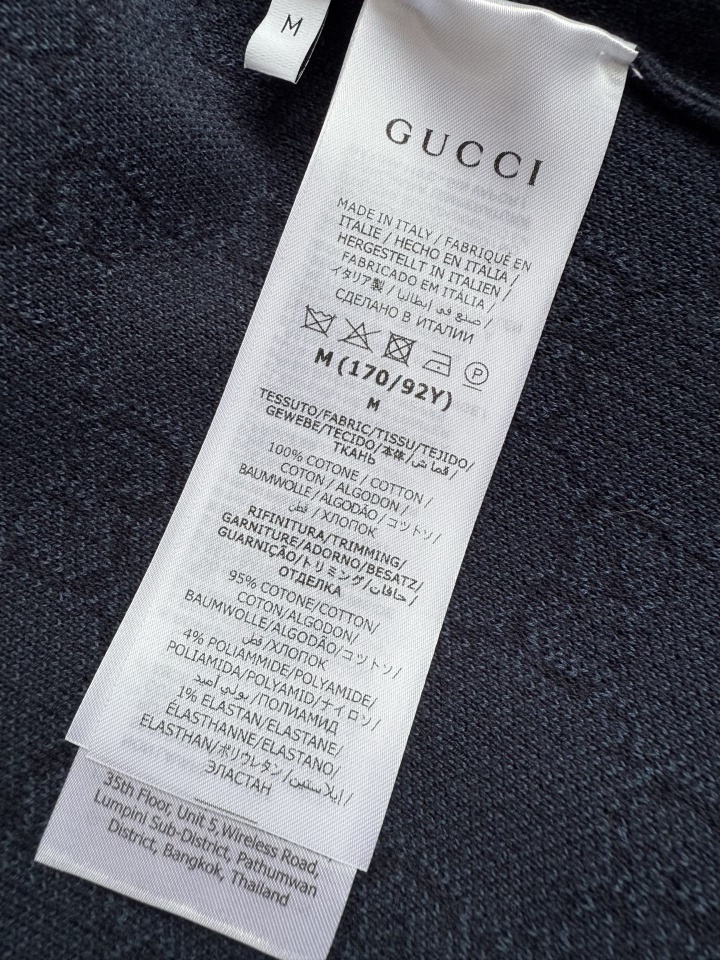 M
GUCCI
MADE IN ITALY / FABRIQUÉ EN
ITALIE / HECHO EN ITALIA /
HERGESTELLT IN ITALIEN /
FABRICADO EM ITÁLIA /
イタリア製 / صنع في إيطاليا /
СДЕЛАНО В ИТАЛИИ
P
M (170/92Y)
M
TESSUTO/FABRIC/TISSU/TEJIDO/
GEWEBE/TECIDO/本体/قماش/
ТКАНЬ
100% COTONE / COTTON /
COTON / ALGODON /
BAUMWOLLE / ALGODÃO / コットン /
قطن / ХЛОПОК
RIFINITURA/TRIMMING/
GARNITURE/ADORNO/BESATZ/
GUARNIÇÃO/トリミング/حافات/
ОТДЕЛКА
95% COTONE/COTTON/
COTON/ALGODON/
BAUMWOLLE/ALGODÃO/コットン/
قطن/ХЛОПОК
4% POLIAMMIDE/POLYAMIDE/
POLIAMIDA/POLYAMID/ナイロン/
بولي أميد/ПОЛИАМИД
1% ELASTAN/ELASTANE/
ÉLASTHANNE/ELASTANO/
ELASTHAN/ポリウレタン/إيلاستين/
ЭЛАСТАН
35th Floor, Unit 5, Wireless Road,
Lumpini Sub-District, Pathumwan
District, Bangkok, Thailand